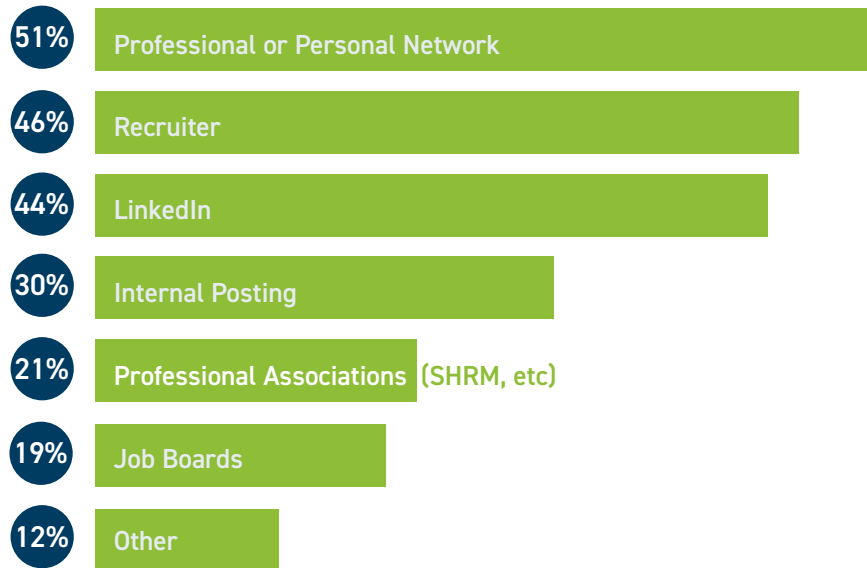 51% Professional or Personal Network
46% Recruiter
44% LinkedIn
30% Internal Posting
21% Professional Associations (SHRM, etc)
19% Job Boards
12% Other